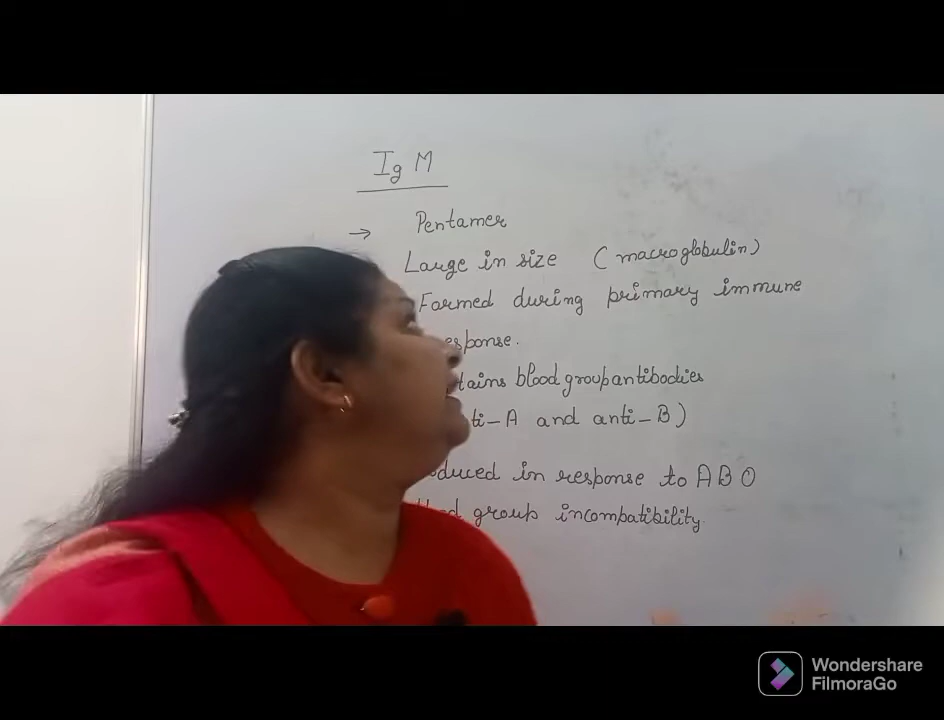 Ig M
→ Pentamer
Large in size (macroglobulin)
Formed during primary immune
esponse.
tains blood group antibodies
ti-A and anti-B)
duced in response to ABO
group incompatibility.
Wondershare
FilmoraGo